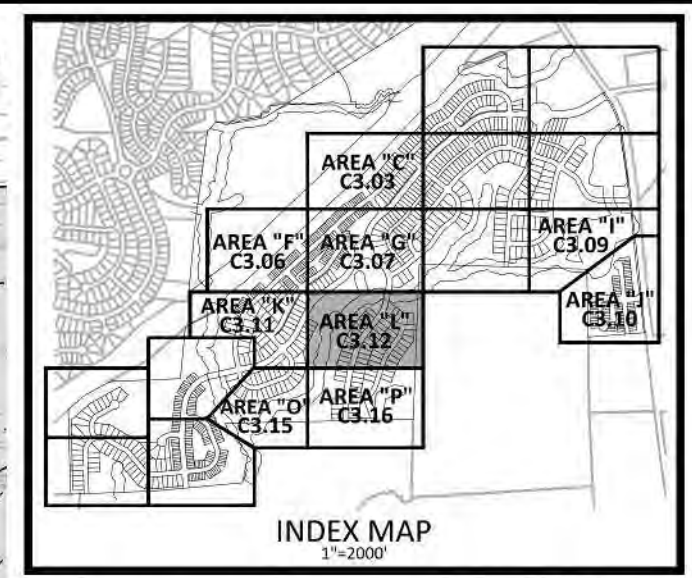 AREA "C"
C3.03
AREA "F"
C3.06
AREA "G"
C3.07
AREA "I"
C3.09
AREA "J"
C3.10
AREA "K"
C3.11
AREA "L"
C3.12
AREA "O"
C3.15
AREA "P"
C3.16
INDEX MAP
1"=2000'